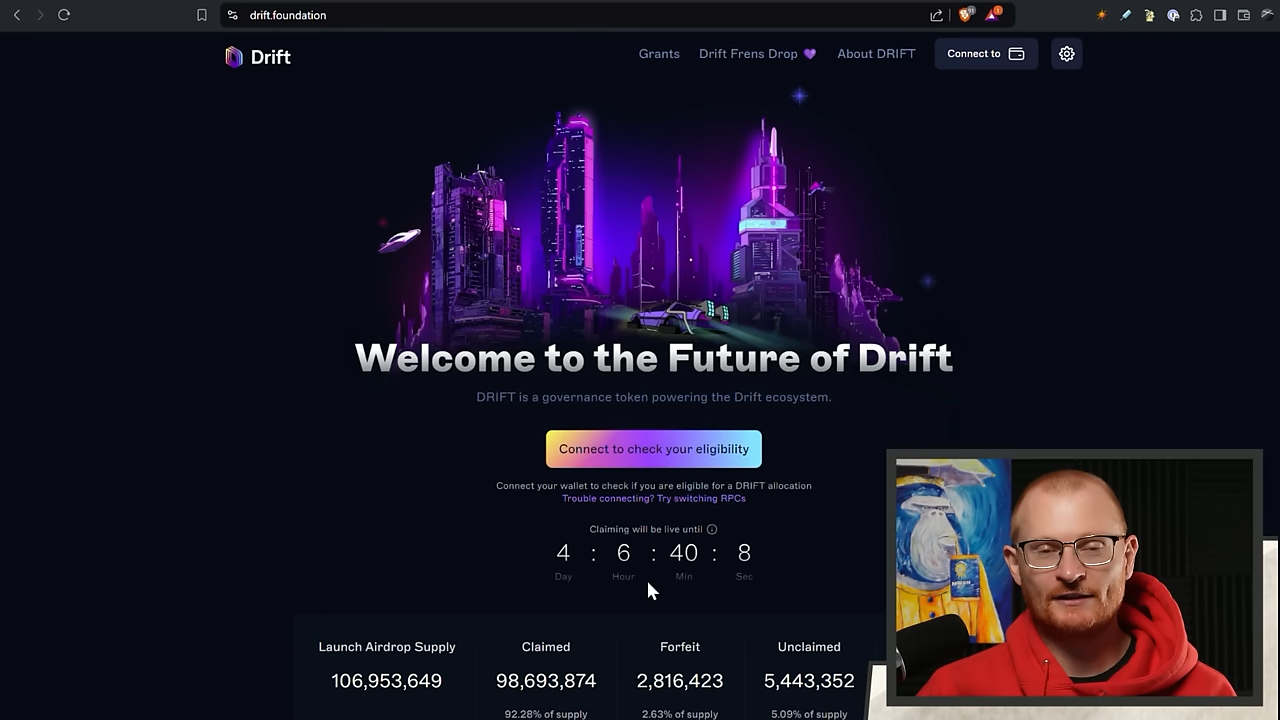 drift.foundation
Drift
Grants
Drift Frens Drop
About DRIFT
Connect to
Welcome to the Future of Drift
DRIFT is a governance token powering the Drift ecosystem.
Connect to check your eligibility
Connect your wallet to check if you are eligible for a DRIFT allocation
Trouble connecting? Try switching RPCs
Claiming will be live until
4 : 6 : 40 : 8
Day Hour Min Sec
Launch Airdrop Supply Claimed Forfeit Unclaimed
106,953,649 98,693,874 2,816,423 5,443,352
92.28% of supply 2.63% of supply 5.09% of supply